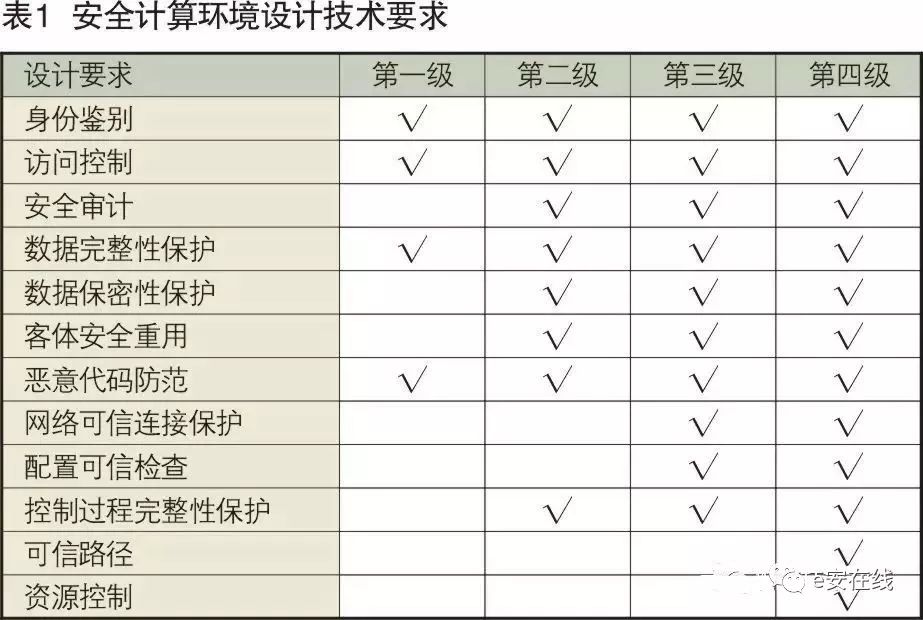 表1 安全计算环境设计技术要求
设计要求 第一级 第二级 第三级 第四级
身份鉴别 √ √ √ √
访问控制 √ √ √ √
安全审计 √ √ √
数据完整性保护 √ √ √ √
数据保密性保护 √ √ √
客体安全重用 √ √ √
恶意代码防范 √ √ √ √
网络可信连接保护 √ √
配置可信检查 √ √
控制过程完整性保护 √ √ √
可信路径 √
资源控制 √
e安在线